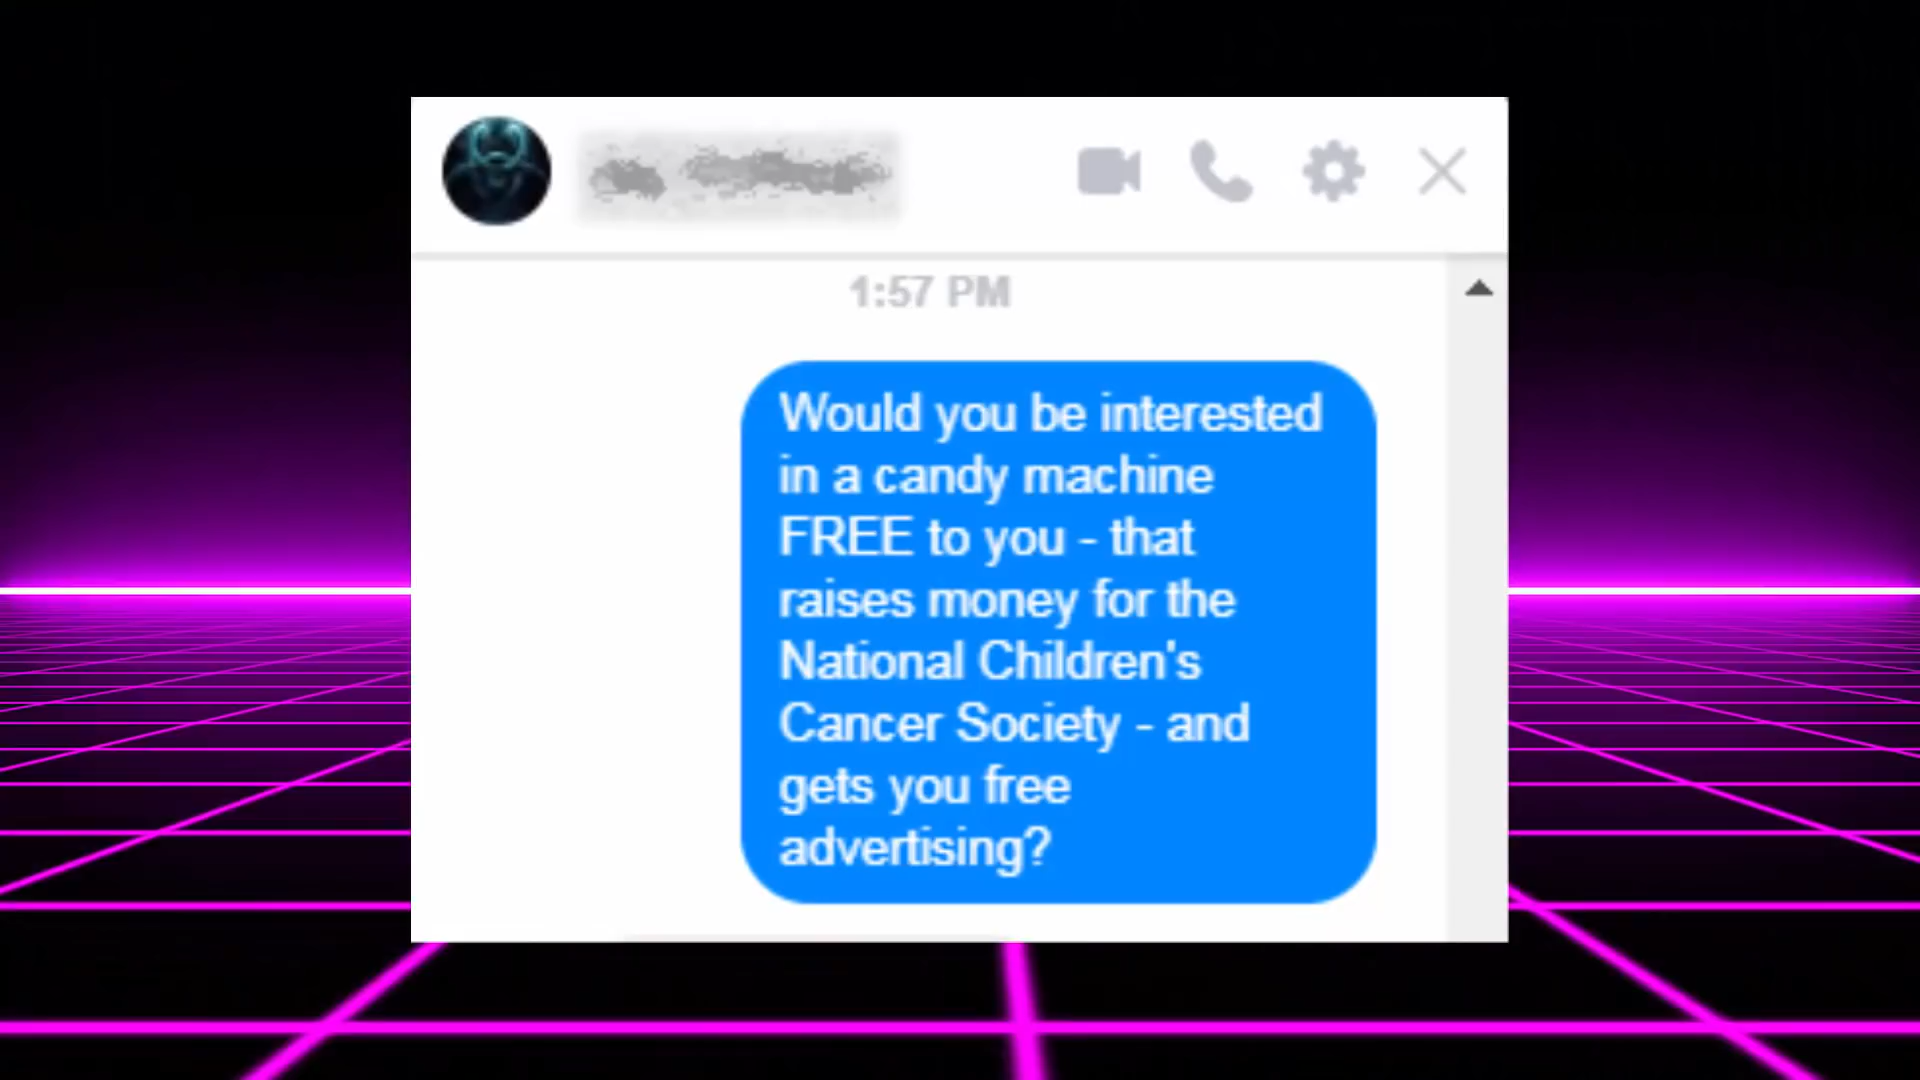 1:57 PM
Would you be interested
in a candy machine
FREE to you - that
raises money for the
National Children's
Cancer Society - and
gets you free
advertising?